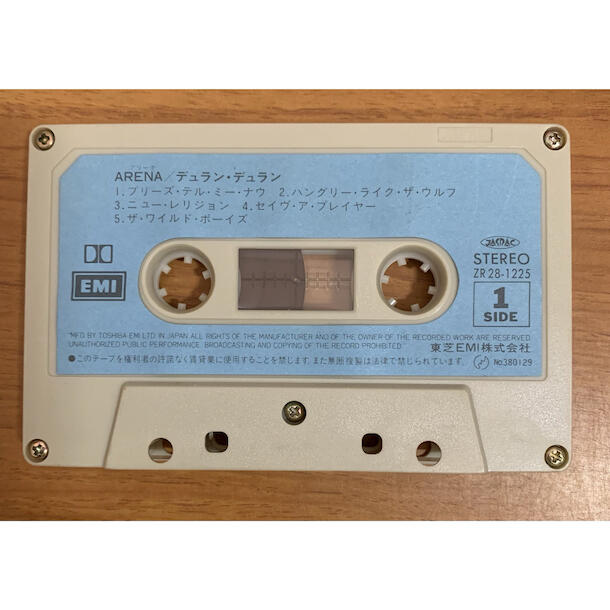 アリーナ
ARENA/デュラン・デュラン
1.プリーズ・テル・ミー・ナウ 2.ハングリー・ライク・ザ・ウルフ
3.ニュー・レリジョン 4.セイヴ・ア・プレイヤー
5.ザ・ワイルド・ボーイズ
EMI
JASRAC
STEREO
ZR28-1225
1
SIDE
"MFD BY TOSHIBA-EMI LTD. IN JAPAN. ALL RIGHTS OF THE MANUFACTURER AND OF THE OWNER OF THE RECORDED WORK ARE RESERVED.
UNAUTHORIZED PUBLIC PERFORMANCE, BROADCASTING AND COPYING OF THE RECORD PROHIBITED." 東芝EMI株式会社
●このテープを権利者の許諾なく賃貸業に使用することを禁じます。また無断複製は法律で禁じられています。 No.380129